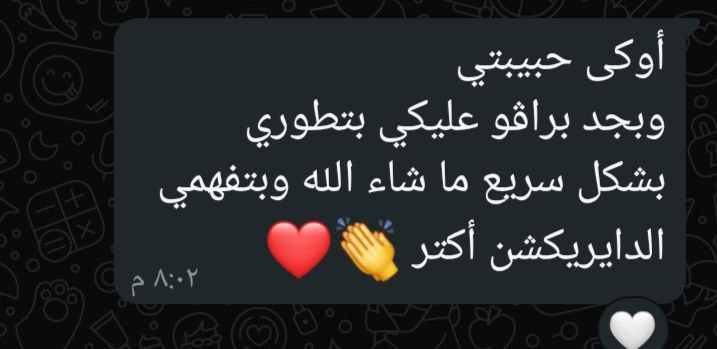 أوكى حبيبتي
وبجد براڤو عليكي بتطوري
بشكل سريع ما شاء الله وبتفهمي
الدايريكشن أكتر 👏❤️
٨:٠٢ م